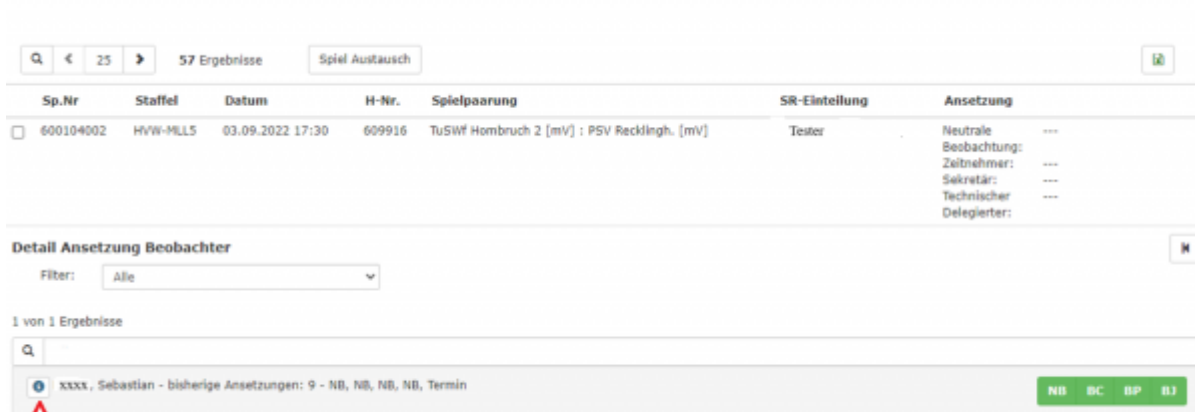 25 57 Ergebnisse Spiel Austausch
Sp.Nr Staffel Datum H-Nr. Spielpaarung SR-Einteilung Ansetzung
600104002 HVW-MLL5 03.09.2022 17:30 609916 TuSWf Hombruch 2 [mV] : PSV Recklingh. [mV] Tester Neutrale ---
Beobachtung:
Zeitnehmer: ---
Sekretär: ---
Technischer ---
Delegierter:
Detail Ansetzung Beobachter
Filter: Alle
1 von 1 Ergebnisse
xxxx, Sebastian - bisherige Ansetzungen: 9 - NB, NB, NB, NB, Termin NB BC BP BJ